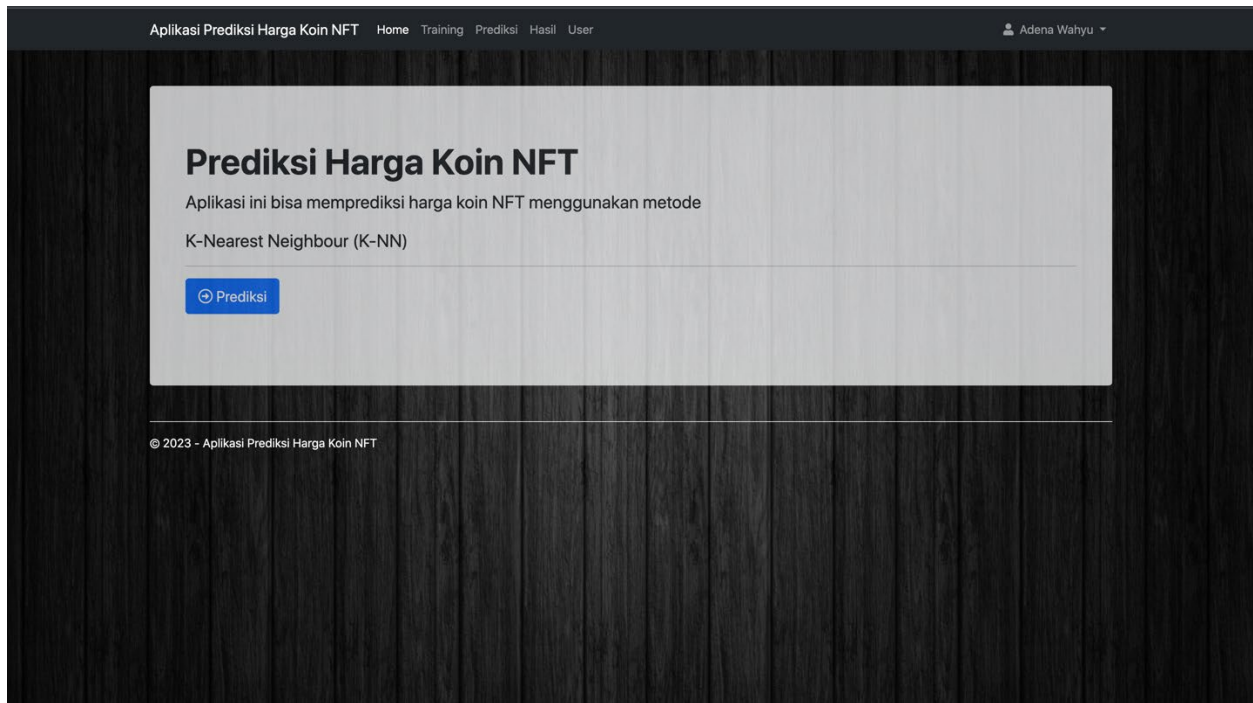 Aplikasi Prediksi Harga Koin NFT Home Training Prediksi Hasil User Adena Wahyu
Prediksi Harga Koin NFT
Aplikasi ini bisa memprediksi harga koin NFT menggunakan metode
K-Nearest Neighbour (K-NN)
Prediksi
© 2023 - Aplikasi Prediksi Harga Koin NFT